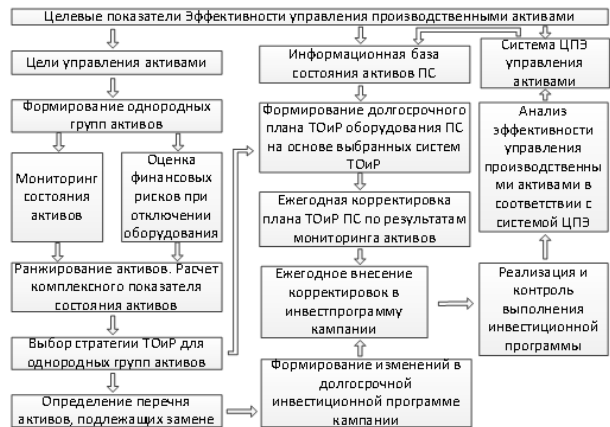 Целевые показатели Эффективности управления производственными активами
Цели управления активами
Формирование однородных
групп активов
Мониторинг
состояния
активов
Оценка
финансовых
рисков при
отключении
оборудования
Ранжирование активов. Расчет
комплексного показателя
состояния активов
Выбор стратегии ТОиР для
однородных групп активов
Определение перечня
активов, подлежащих замене
Информационная база
состояния активов ПС
Формирование долгосрочного
плана ТОиР оборудования ПС
на основе выбранных систем
ТОиР
Ежегодная корректировка
плана ТОиР ПС по результатам
мониторинга активов
Ежегодное внесение
корректировок в
инвестпрограмму
кампании
Формирование изменений в
долгосрочной
инвестиционной программе
кампании
Система ЦПЭ
управления
активами
Анализ
эффективности
управления
производственны
ми активами в
соответствии с
системой ЦПЭ
Реализация и
контроль
выполнения
инвестиционной
программы